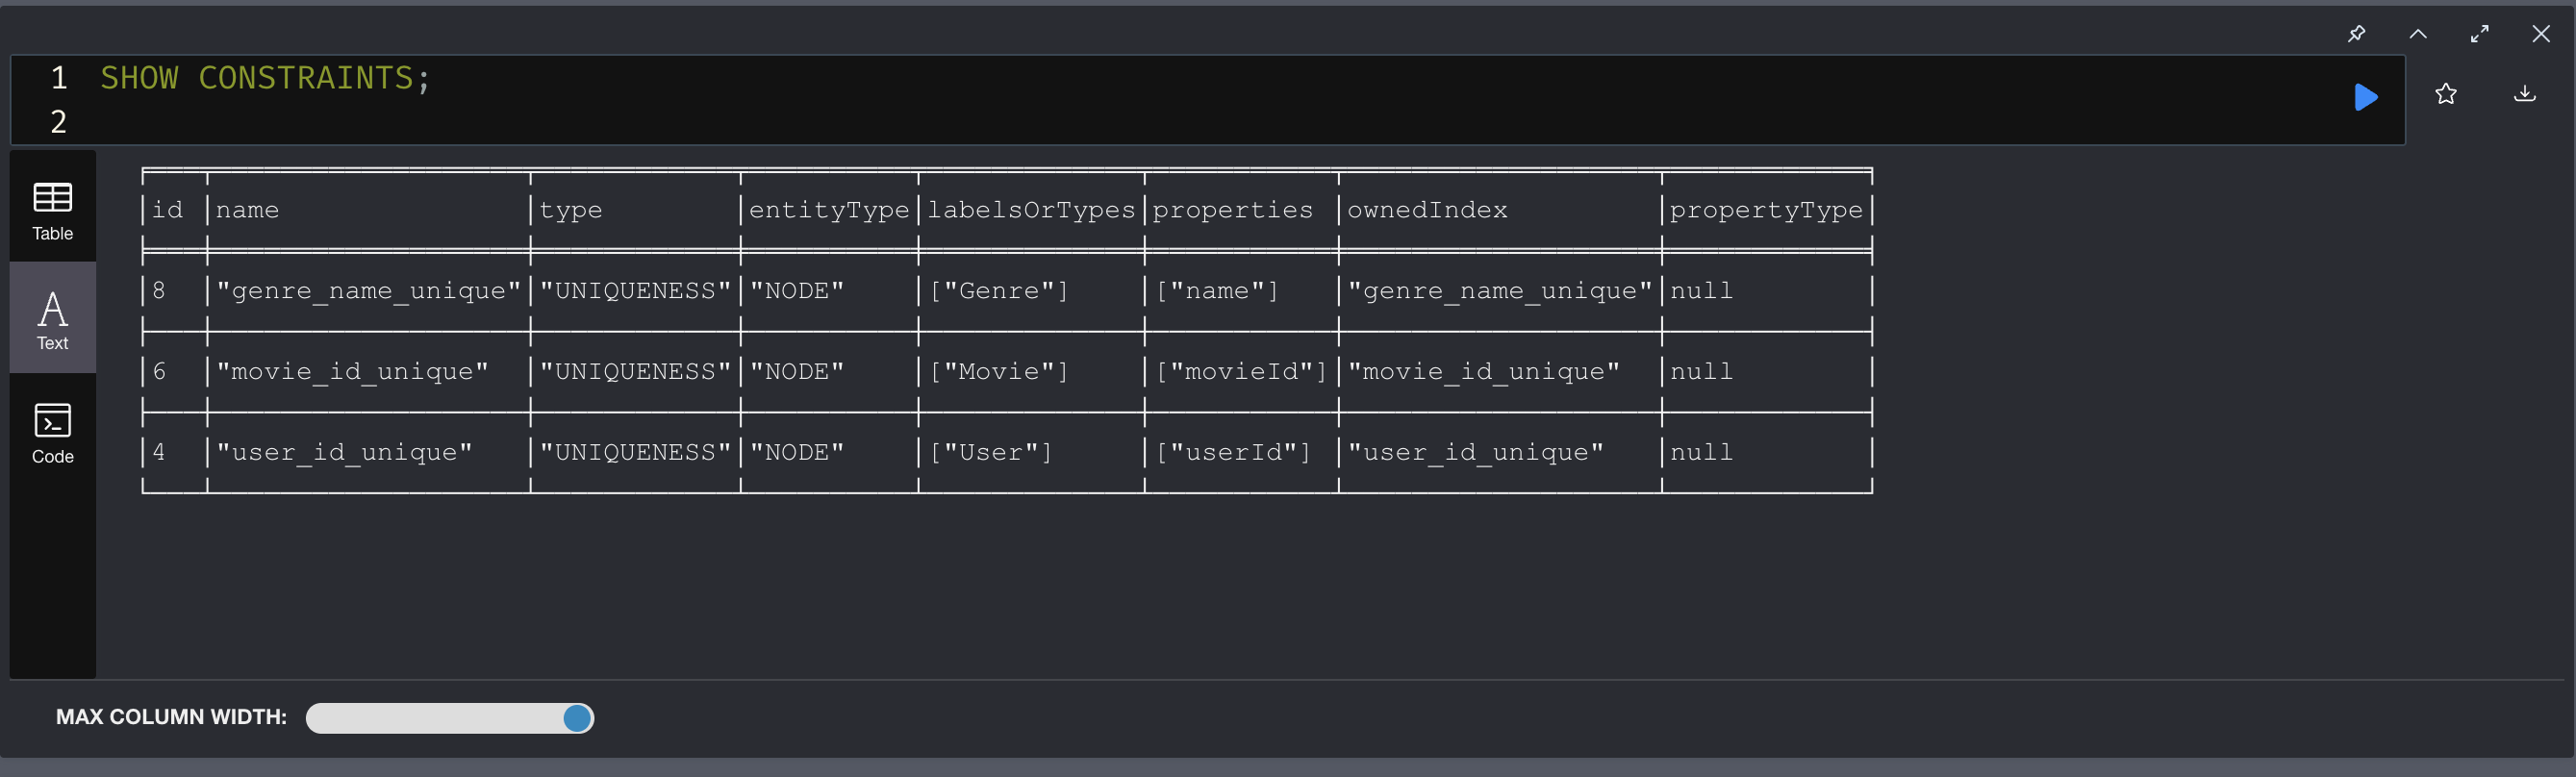 1 SHOW CONSTRAINTS;
2
Table
Text
Code
id name type entityType labelsOrTypes properties ownedIndex propertyType
8 "genre_name_unique" "UNIQUENESS" "NODE" ["Genre"] ["name"] "genre_name_unique" null
6 "movie_id_unique" "UNIQUENESS" "NODE" ["Movie"] ["movieId"] "movie_id_unique" null
4 "user_id_unique" "UNIQUENESS" "NODE" ["User"] ["userId"] "user_id_unique" null
MAX COLUMN WIDTH: